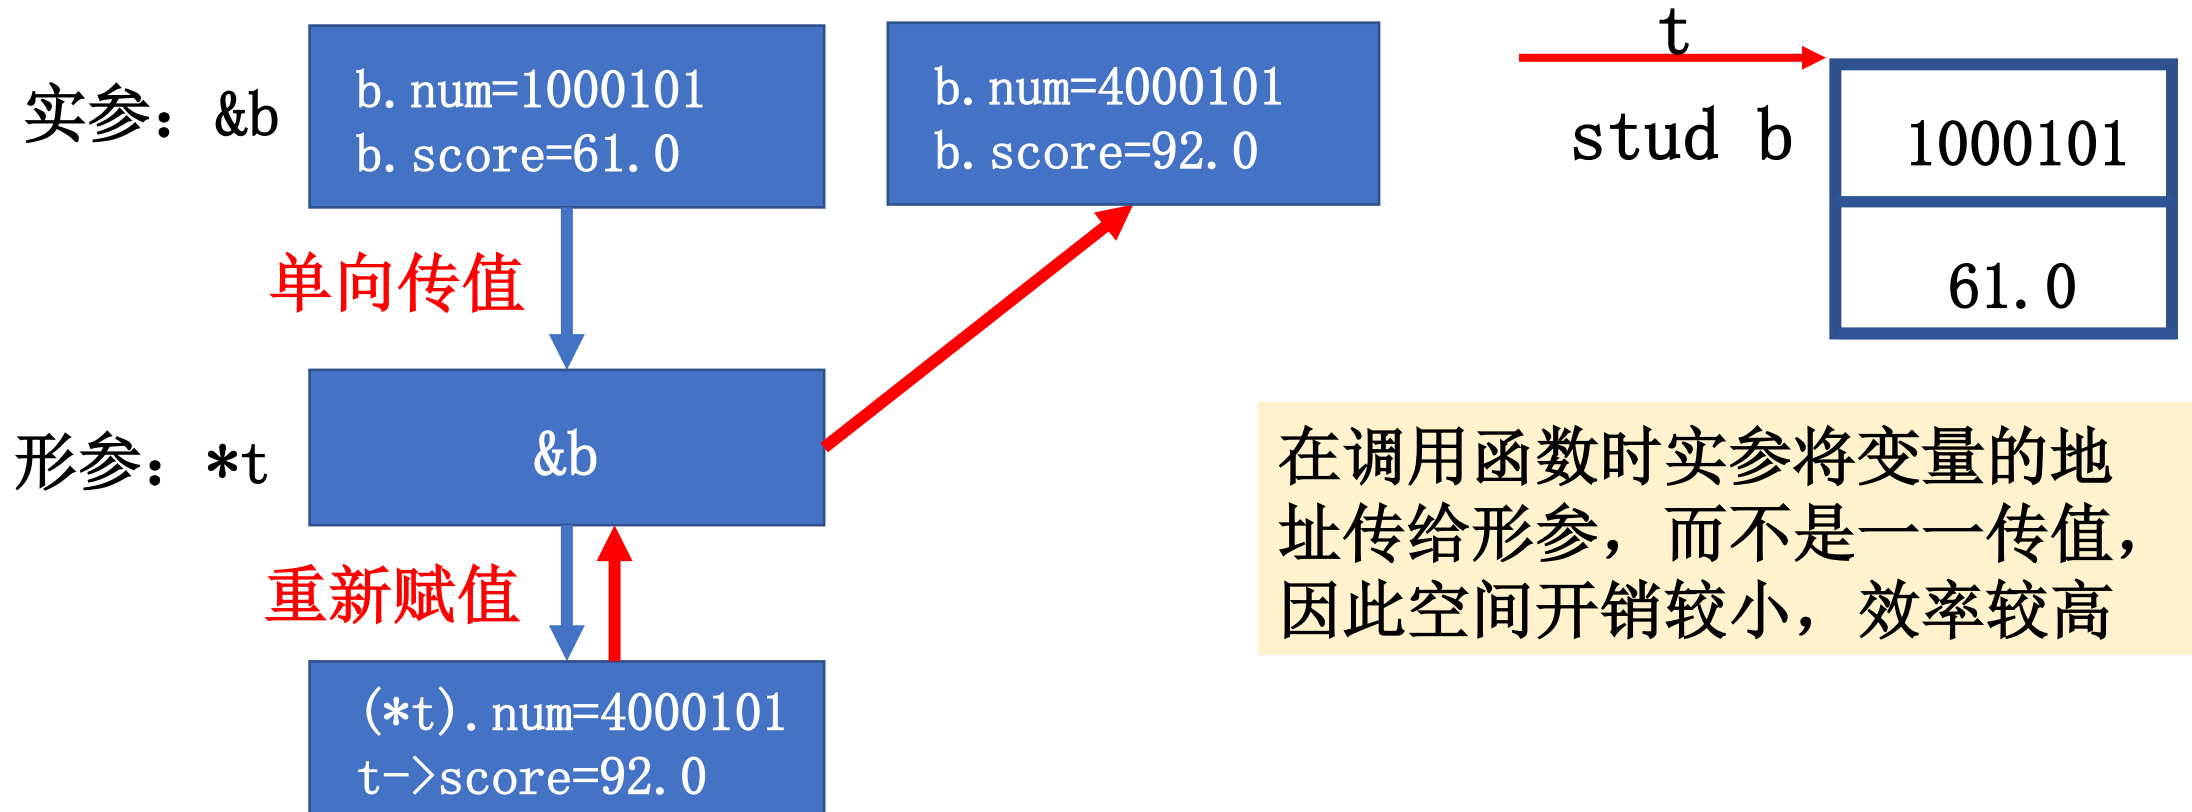 实参：&b
b.num=1000101
b.score=61.0
b.num=4000101
b.score=92.0
t
stud b
1000101
61.0
单向传值
形参：*t
&b
重新赋值
(*t).num=4000101
t->score=92.0
在调用函数时实参将变量的地
址传给形参，而不是一一传值，
因此空间开销较小，效率较高